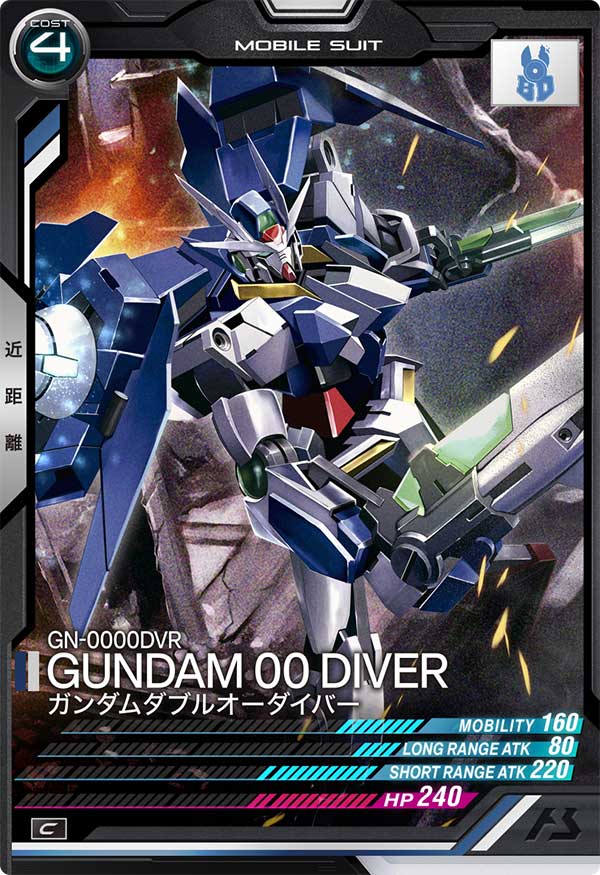 COST
4
MOBILE SUIT
BD
近距離
GN-0000DVR
GUNDAM 00 DIVER
ガンダムダブルオーダイバー
MOBILITY 160
LONG RANGE ATK 80
SHORT RANGE ATK 220
HP 240
C